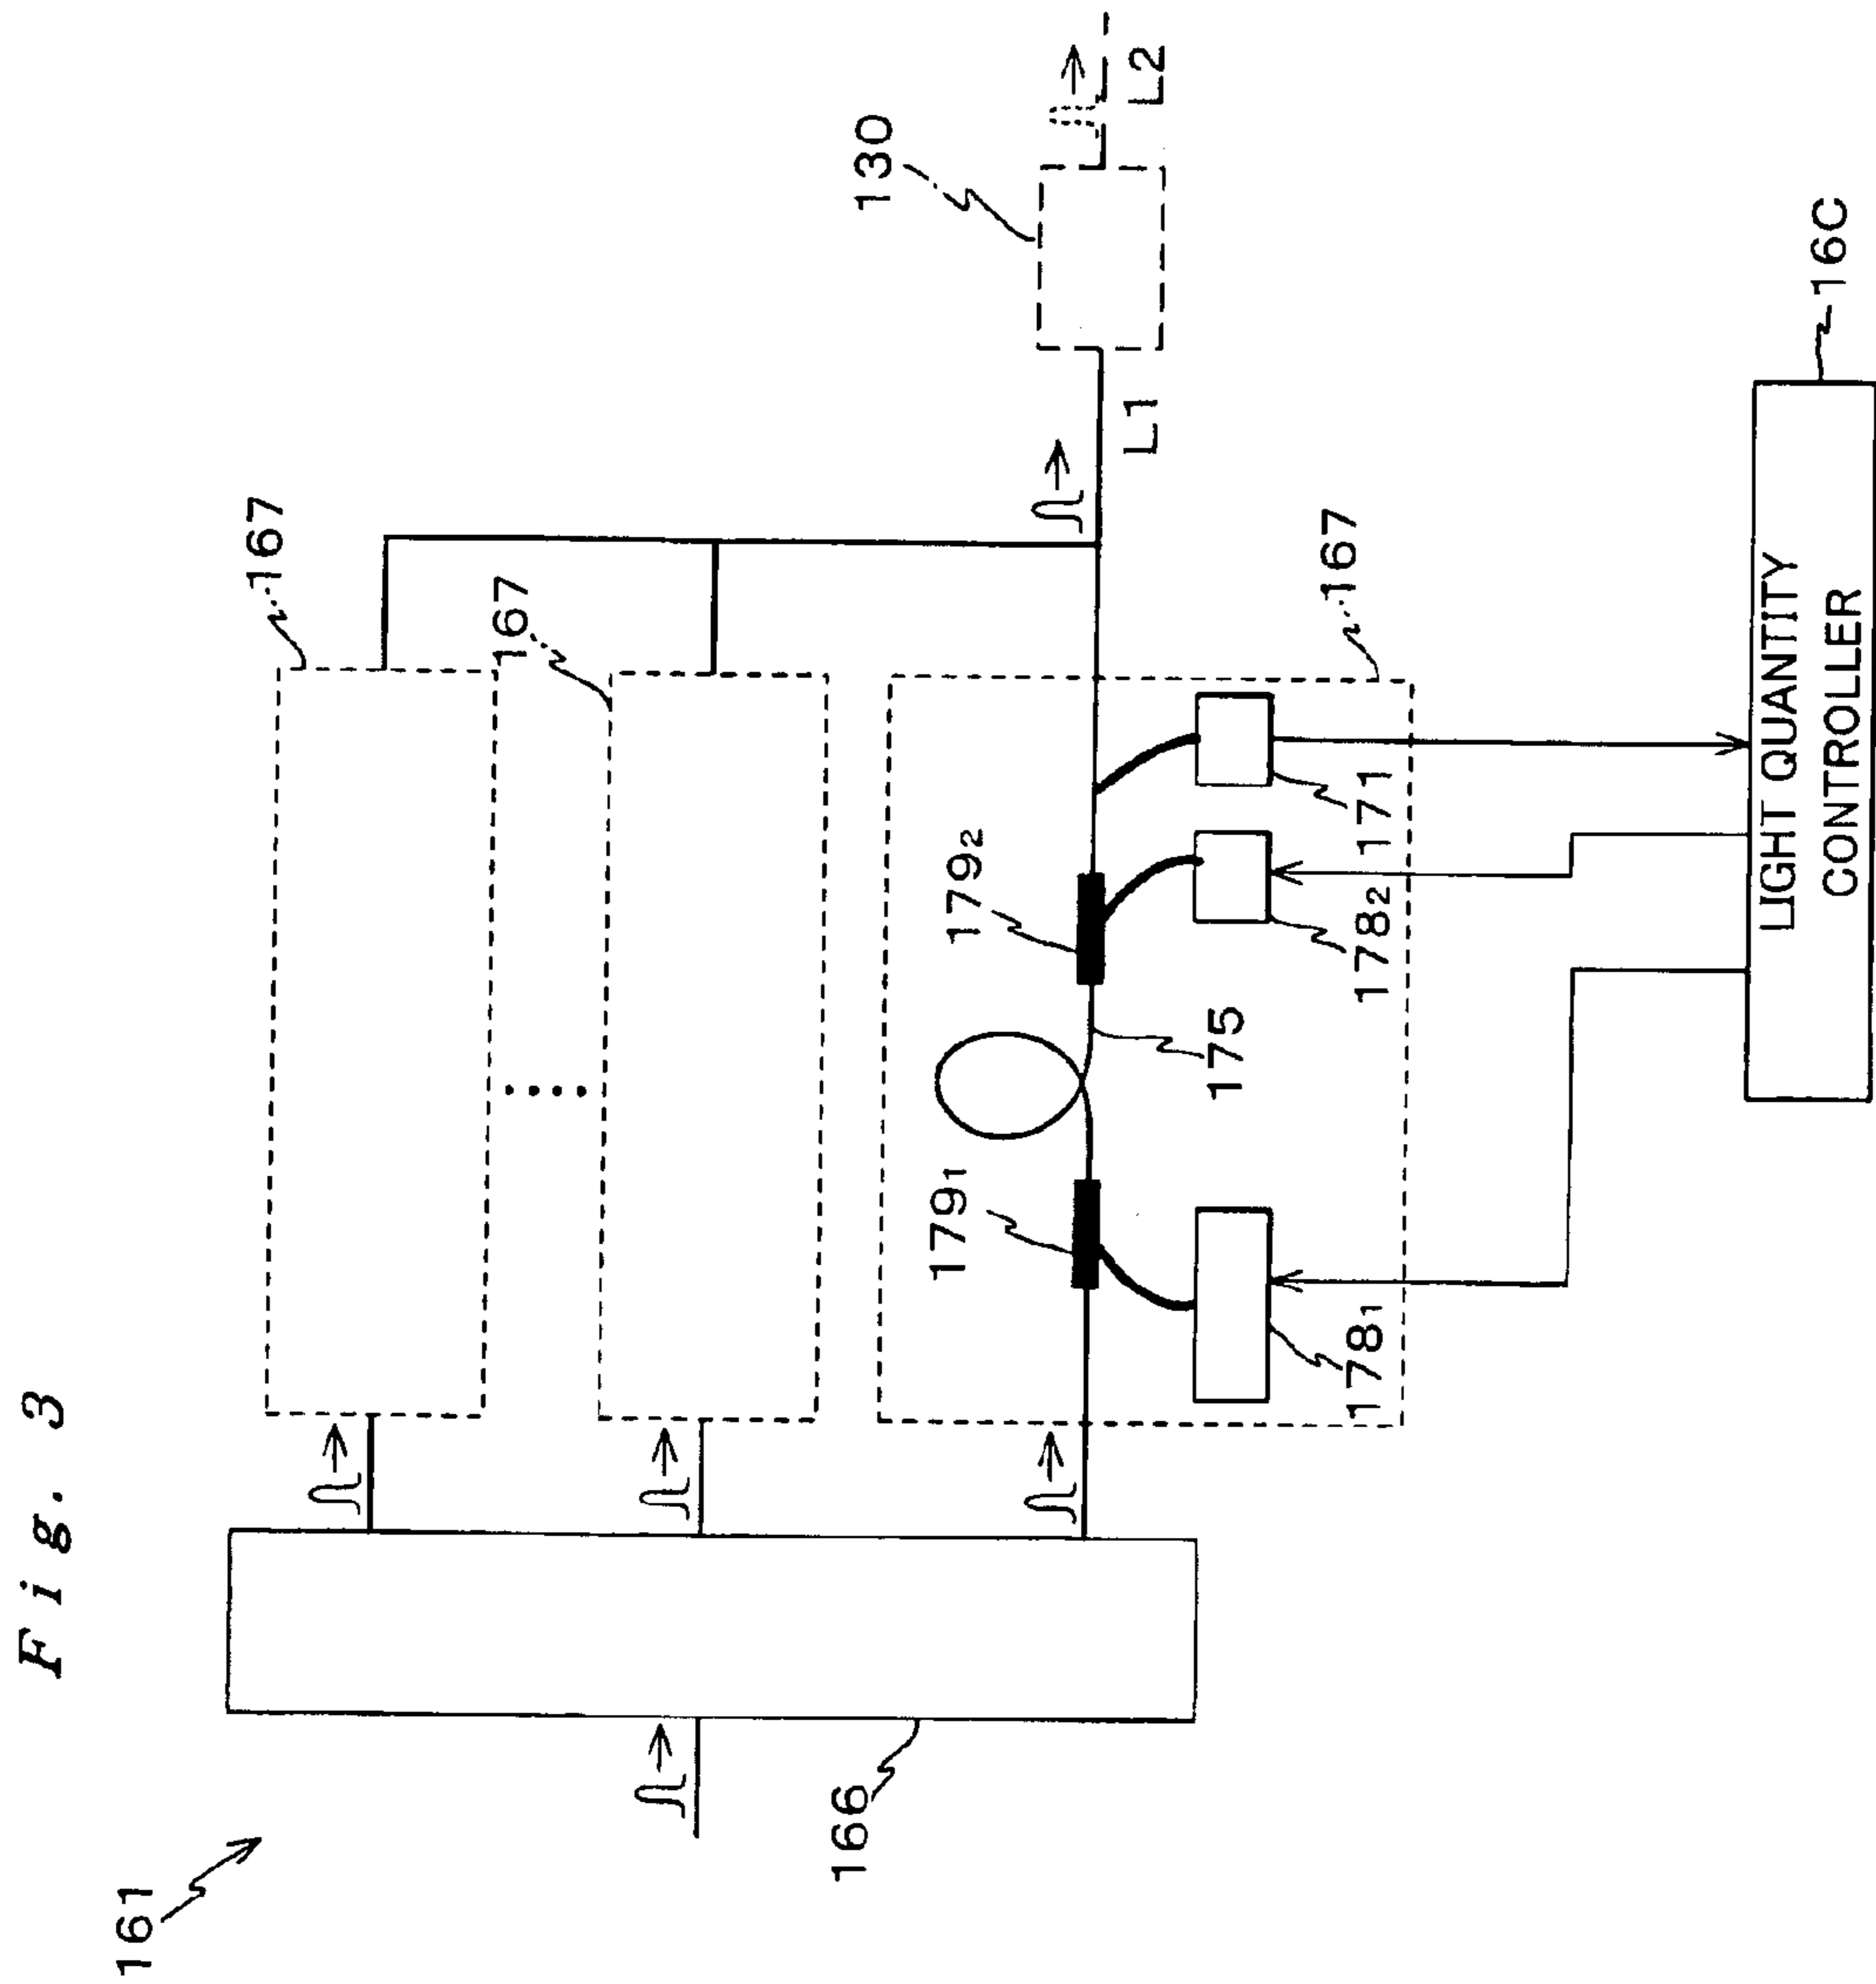 Fig. 3
161
166
167
167
167
179₁
179₂
175
178₁
178₂
171
130
L1
L2
16C
LIGHT QUANTITY
CONTROLLER